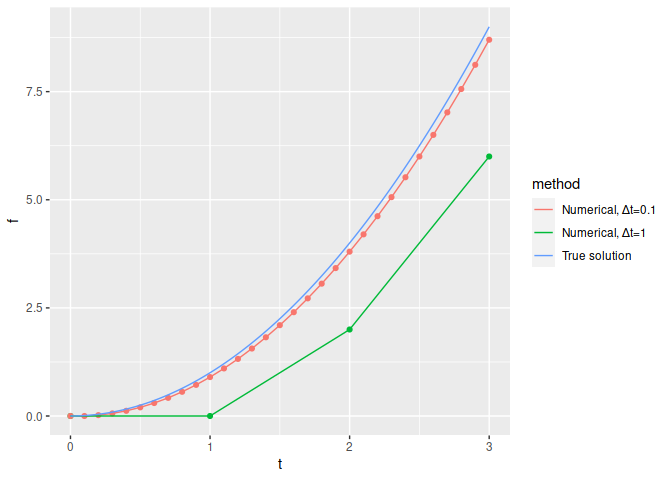 7.5
5.0
2.5
0.0
f
0
1
2
3
t
method
Numerical, Δt=0.1
Numerical, Δt=1
True solution